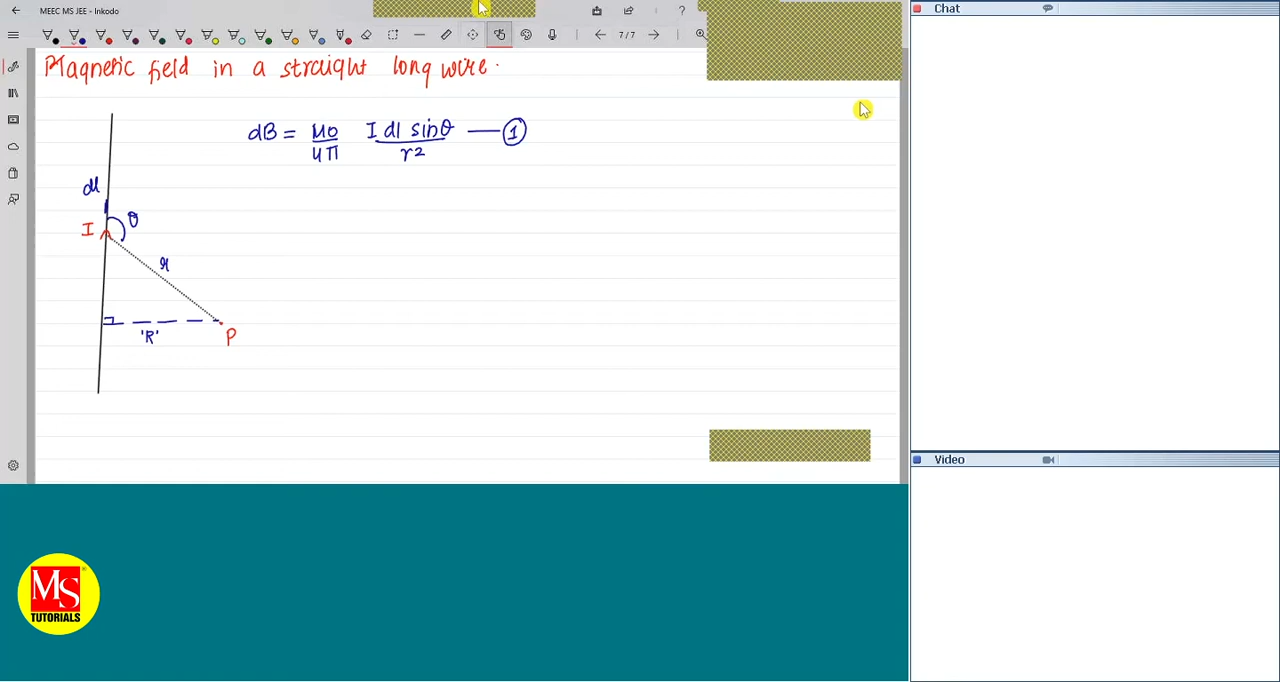 MEEC MS JEE - Inkodo
7/7
?
Magnetic field in a straight long wire.
dB = μo/4π I dl sinθ/r2 —— 1
dl
θ
I
r
'R'
P
Chat
Video
MS
TUTORIALS